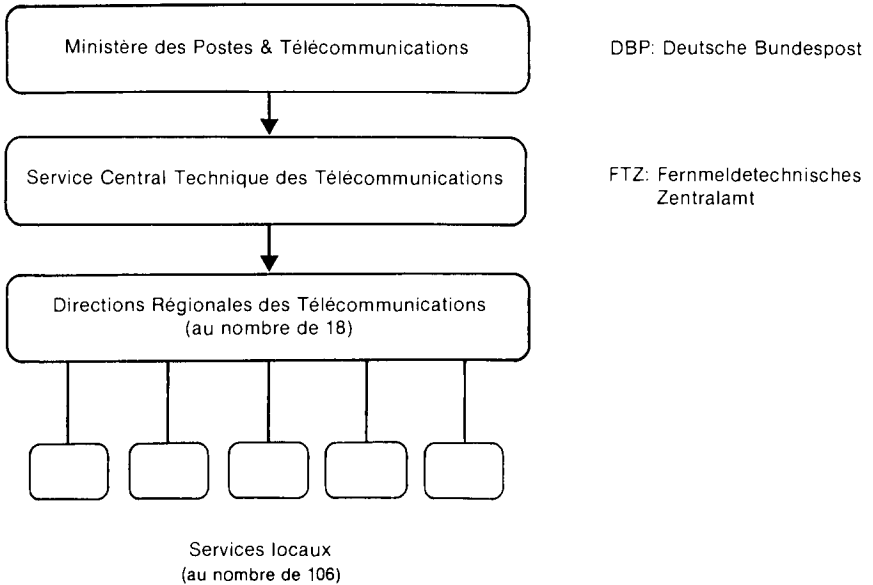 Ministère des Postes & Télécommunications
DBP: Deutsche Bundespost
Service Central Technique des Télécommunications
FTZ: Fernmeldetechnisches
Zentralamt
Directions Régionales des Télécommunications
(au nombre de 18)
Services locaux
(au nombre de 106)